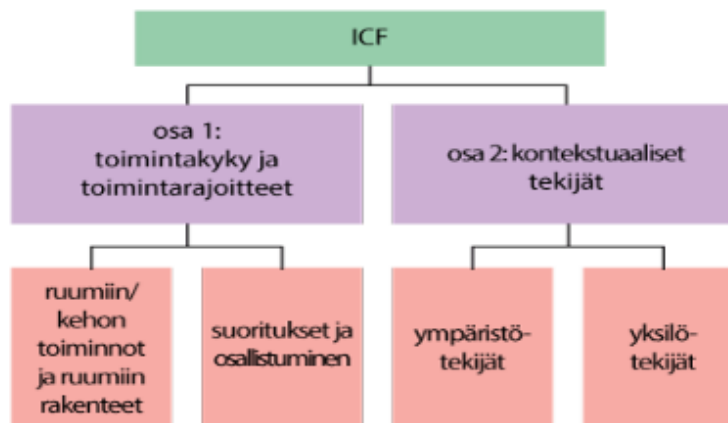 ICF
osa 1:
toimintakyky ja
toimintarajoitteet
osa 2: kontekstuaaliset
tekijät
ruumiin/
kehon
toiminnot
ja ruumiin
rakenteet
suoritukset ja
osallistuminen
ympäristö-
tekijät
yksilö-
tekijät